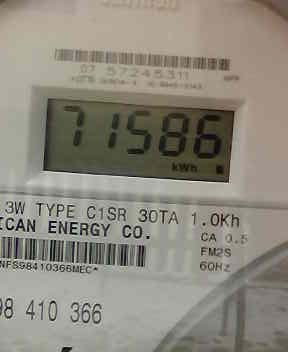 07 57245311
71586
kWh
3W TYPE C1SR 30TA 1.0Kh
ICAN ENERGY CO.
CA 0.5
FM2S
60Hz
NFS98410366MEC*
98 410 366